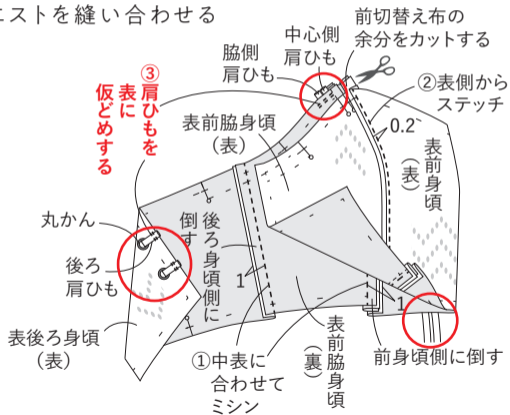 エストを縫い合わせる
前切替え布の
余分をカットする
中心側
肩ひも
脇側
肩ひも
②表側から
ステッチ
0.2
③肩ひもを
表に
仮どめする
表前脇身頃
(表)
表前身頃
(表)
丸かん
後ろ
肩ひも
後ろ身頃側に
倒す
1
1
表後ろ身頃
(表)
①中表に
合わせて
ミシン
表前脇身頃
(裏)
前身頃側に倒す